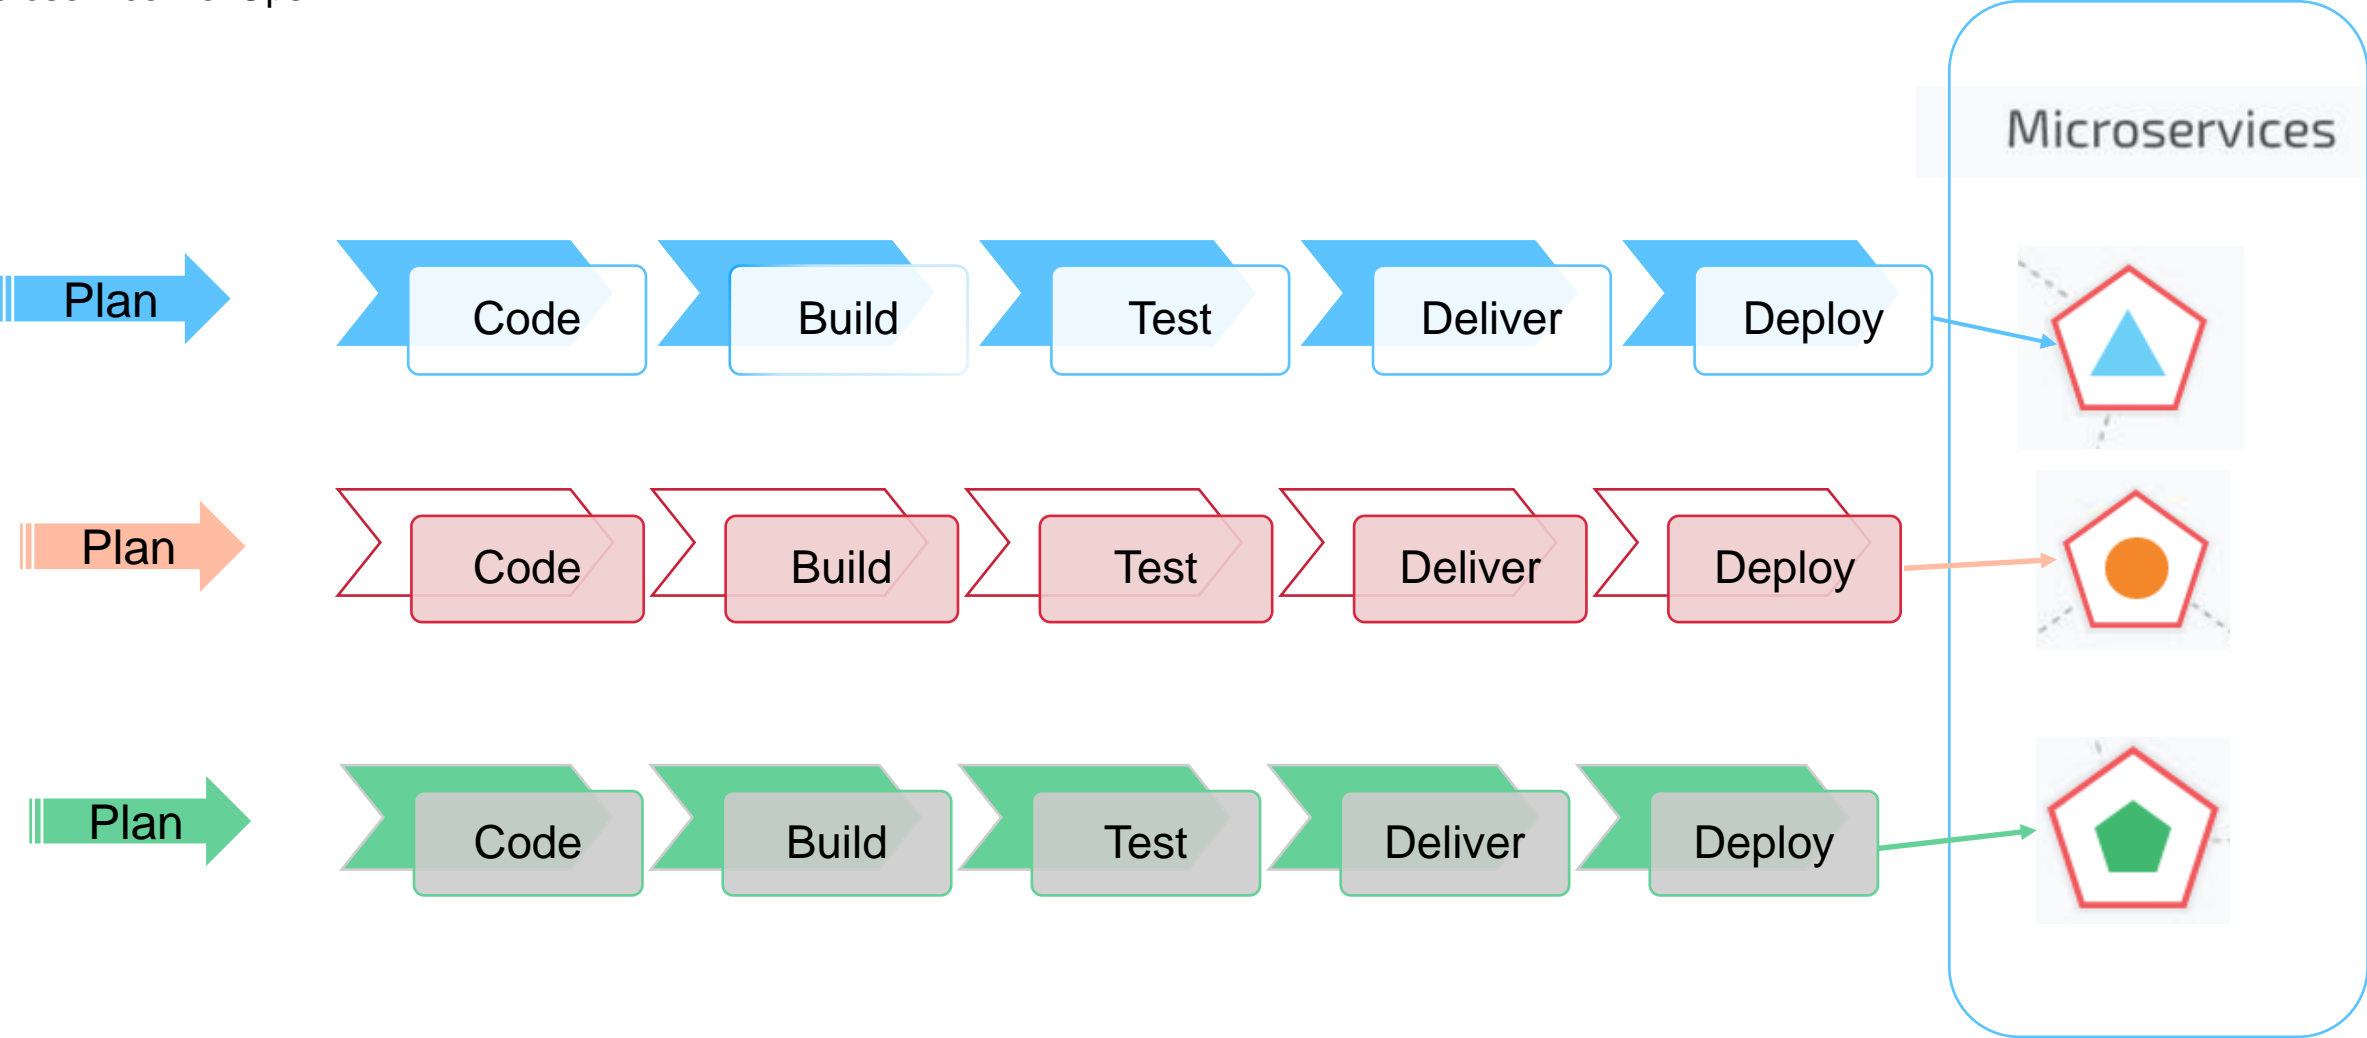 Microservices
Plan
Code
Build
Test
Deliver
Deploy
Plan
Code
Build
Test
Deliver
Deploy
Plan
Code
Build
Test
Deliver
Deploy